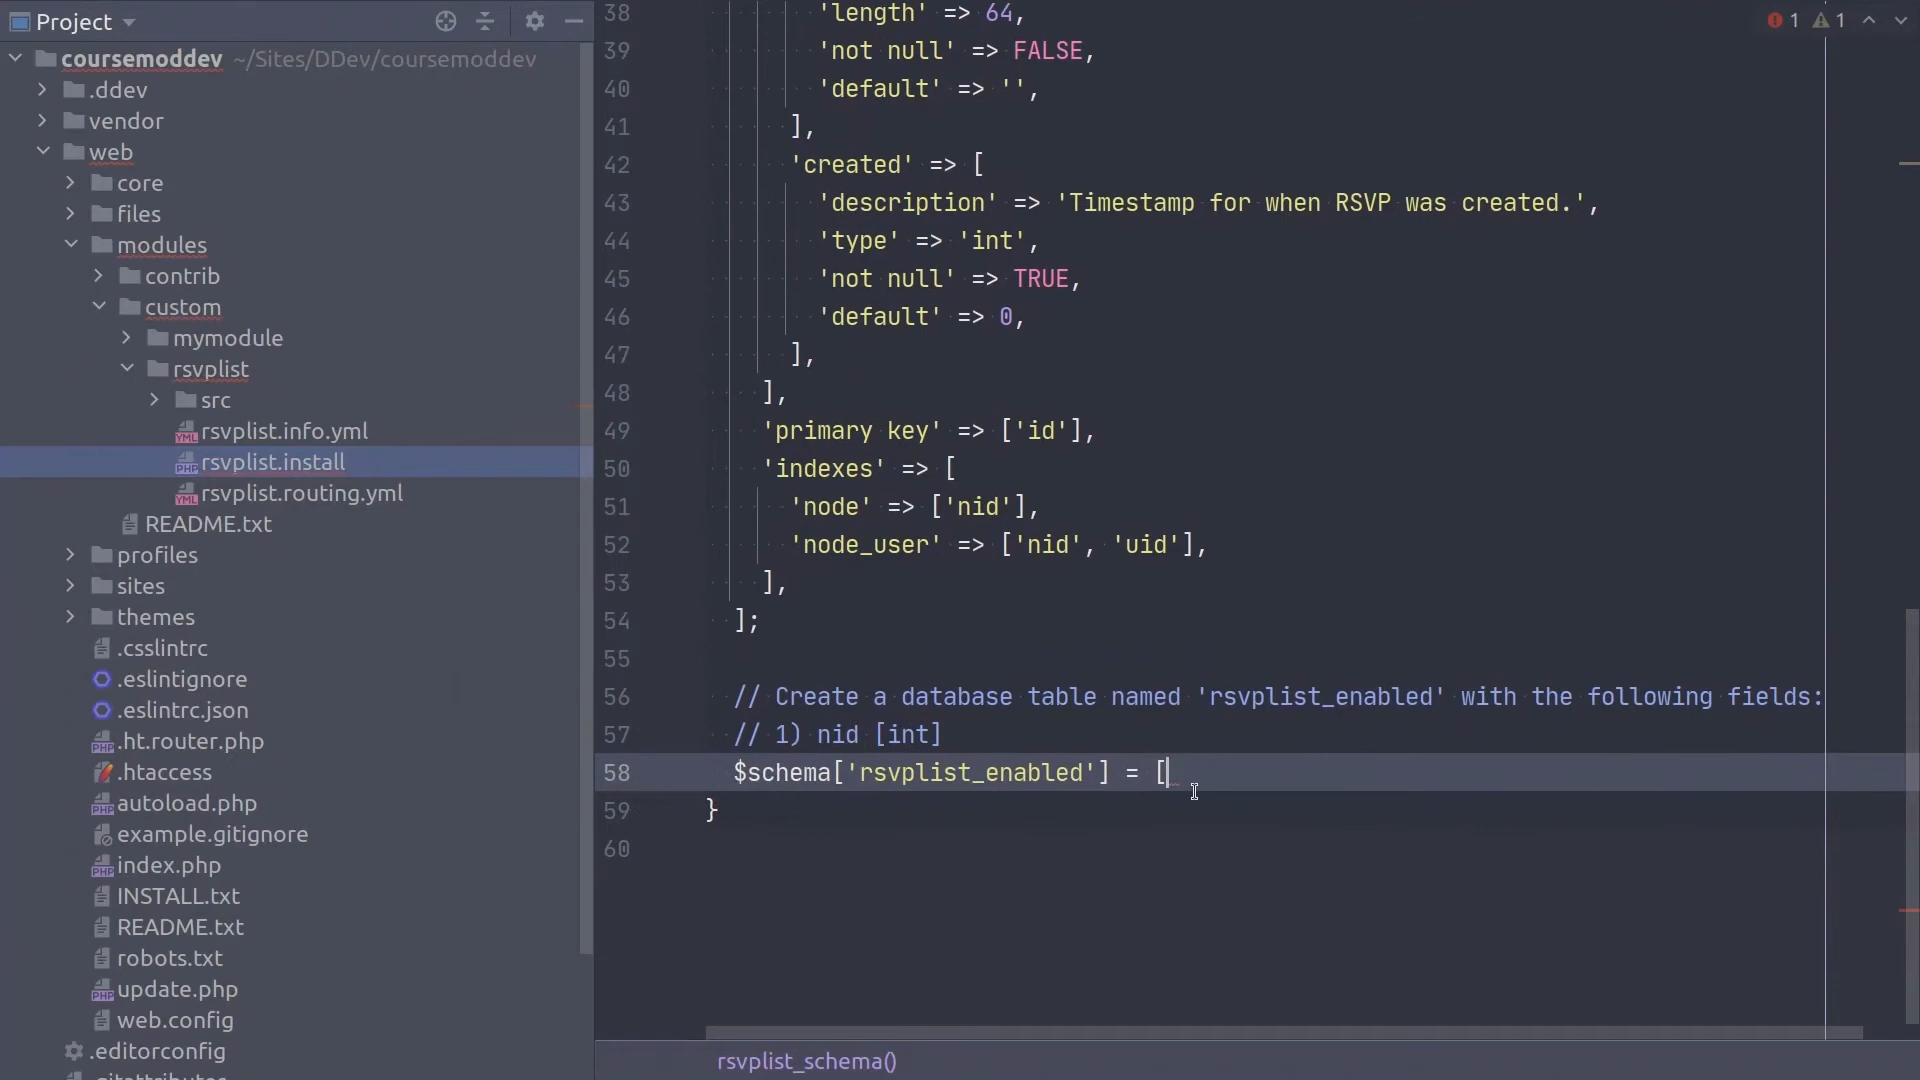 Project
coursemoddev ~/Sites/DDev/coursemoddev
.ddev
vendor
web
core
files
modules
contrib
custom
mymodule
rsvplist
src
rsvplist.info.yml
rsvplist.install
rsvplist.routing.yml
README.txt
profiles
sites
themes
.csslintrc
.eslintignore
.eslintrc.json
.ht.router.php
.htaccess
autoload.php
example.gitignore
index.php
INSTALL.txt
README.txt
robots.txt
update.php
web.config
.editorconfig
.gitattributes
1 1
38 'length' => 64,
39 'not null' => FALSE,
40 'default' => '',
41 ],
42 'created' => [
43 'description' => 'Timestamp for when RSVP was created.',
44 'type' => 'int',
45 'not null' => TRUE,
46 'default' => 0,
47 ],
48 ],
49 'primary key' => ['id'],
50 'indexes' => [
51 'node' => ['nid'],
52 'node_user' => ['nid', 'uid'],
53 ],
54 ];
55
56 // Create a database table named 'rsvplist_enabled' with the following fields:
57 // 1) nid [int]
58 $schema['rsvplist_enabled'] = [
59 }
60
rsvplist_schema()